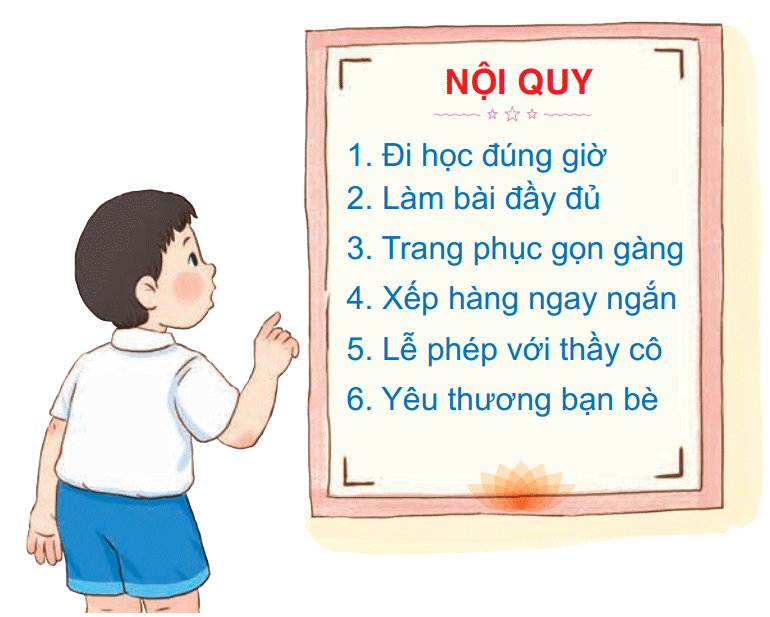 NỘI QUY
1. Đi học đúng giờ
2. Làm bài đầy đủ
3. Trang phục gọn gàng
4. Xếp hàng ngay ngắn
5. Lễ phép với thầy cô
6. Yêu thương bạn bè